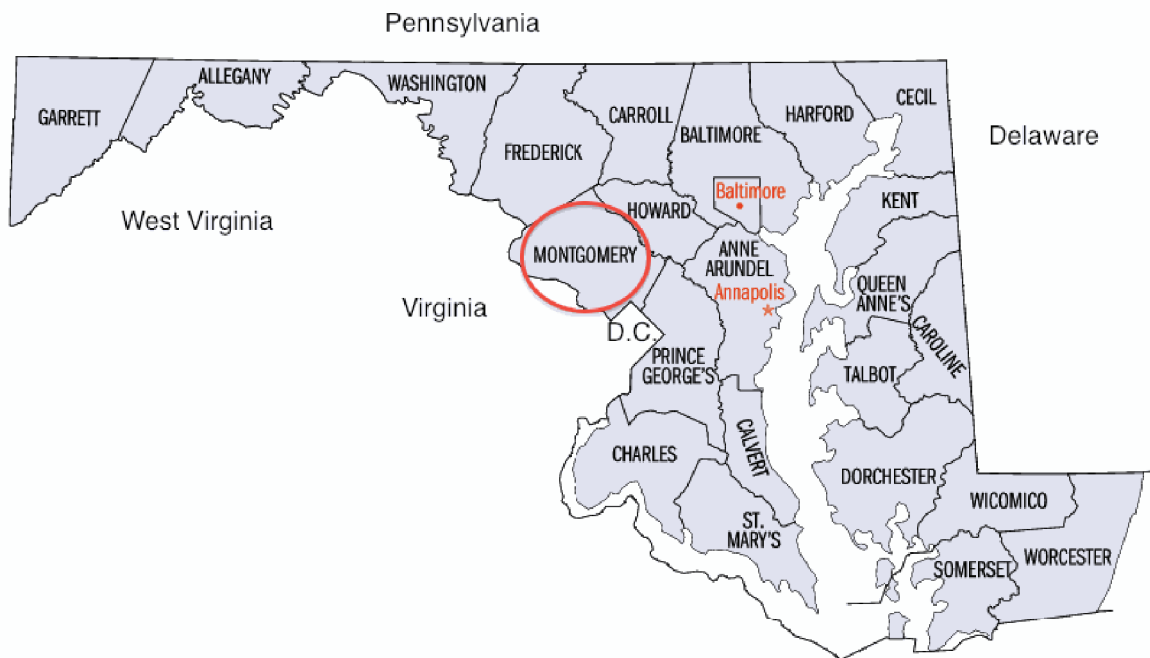 Pennsylvania
GARRETT
ALLEGANY
WASHINGTON
FREDERICK
CARROLL
BALTIMORE
HARFORD
CECIL
Delaware
West Virginia
Baltimore
HOWARD
KENT
MONTGOMERY
ANNE
ARUNDEL
Annapolis
QUEEN
ANNE'S
Virginia
D.C.
PRINCE
GEORGE'S
TALBOT
CAROLINE
CHARLES
CALVERT
DORCHESTER
WICOMICO
ST.
MARY'S
SOMERSET
WORCESTER